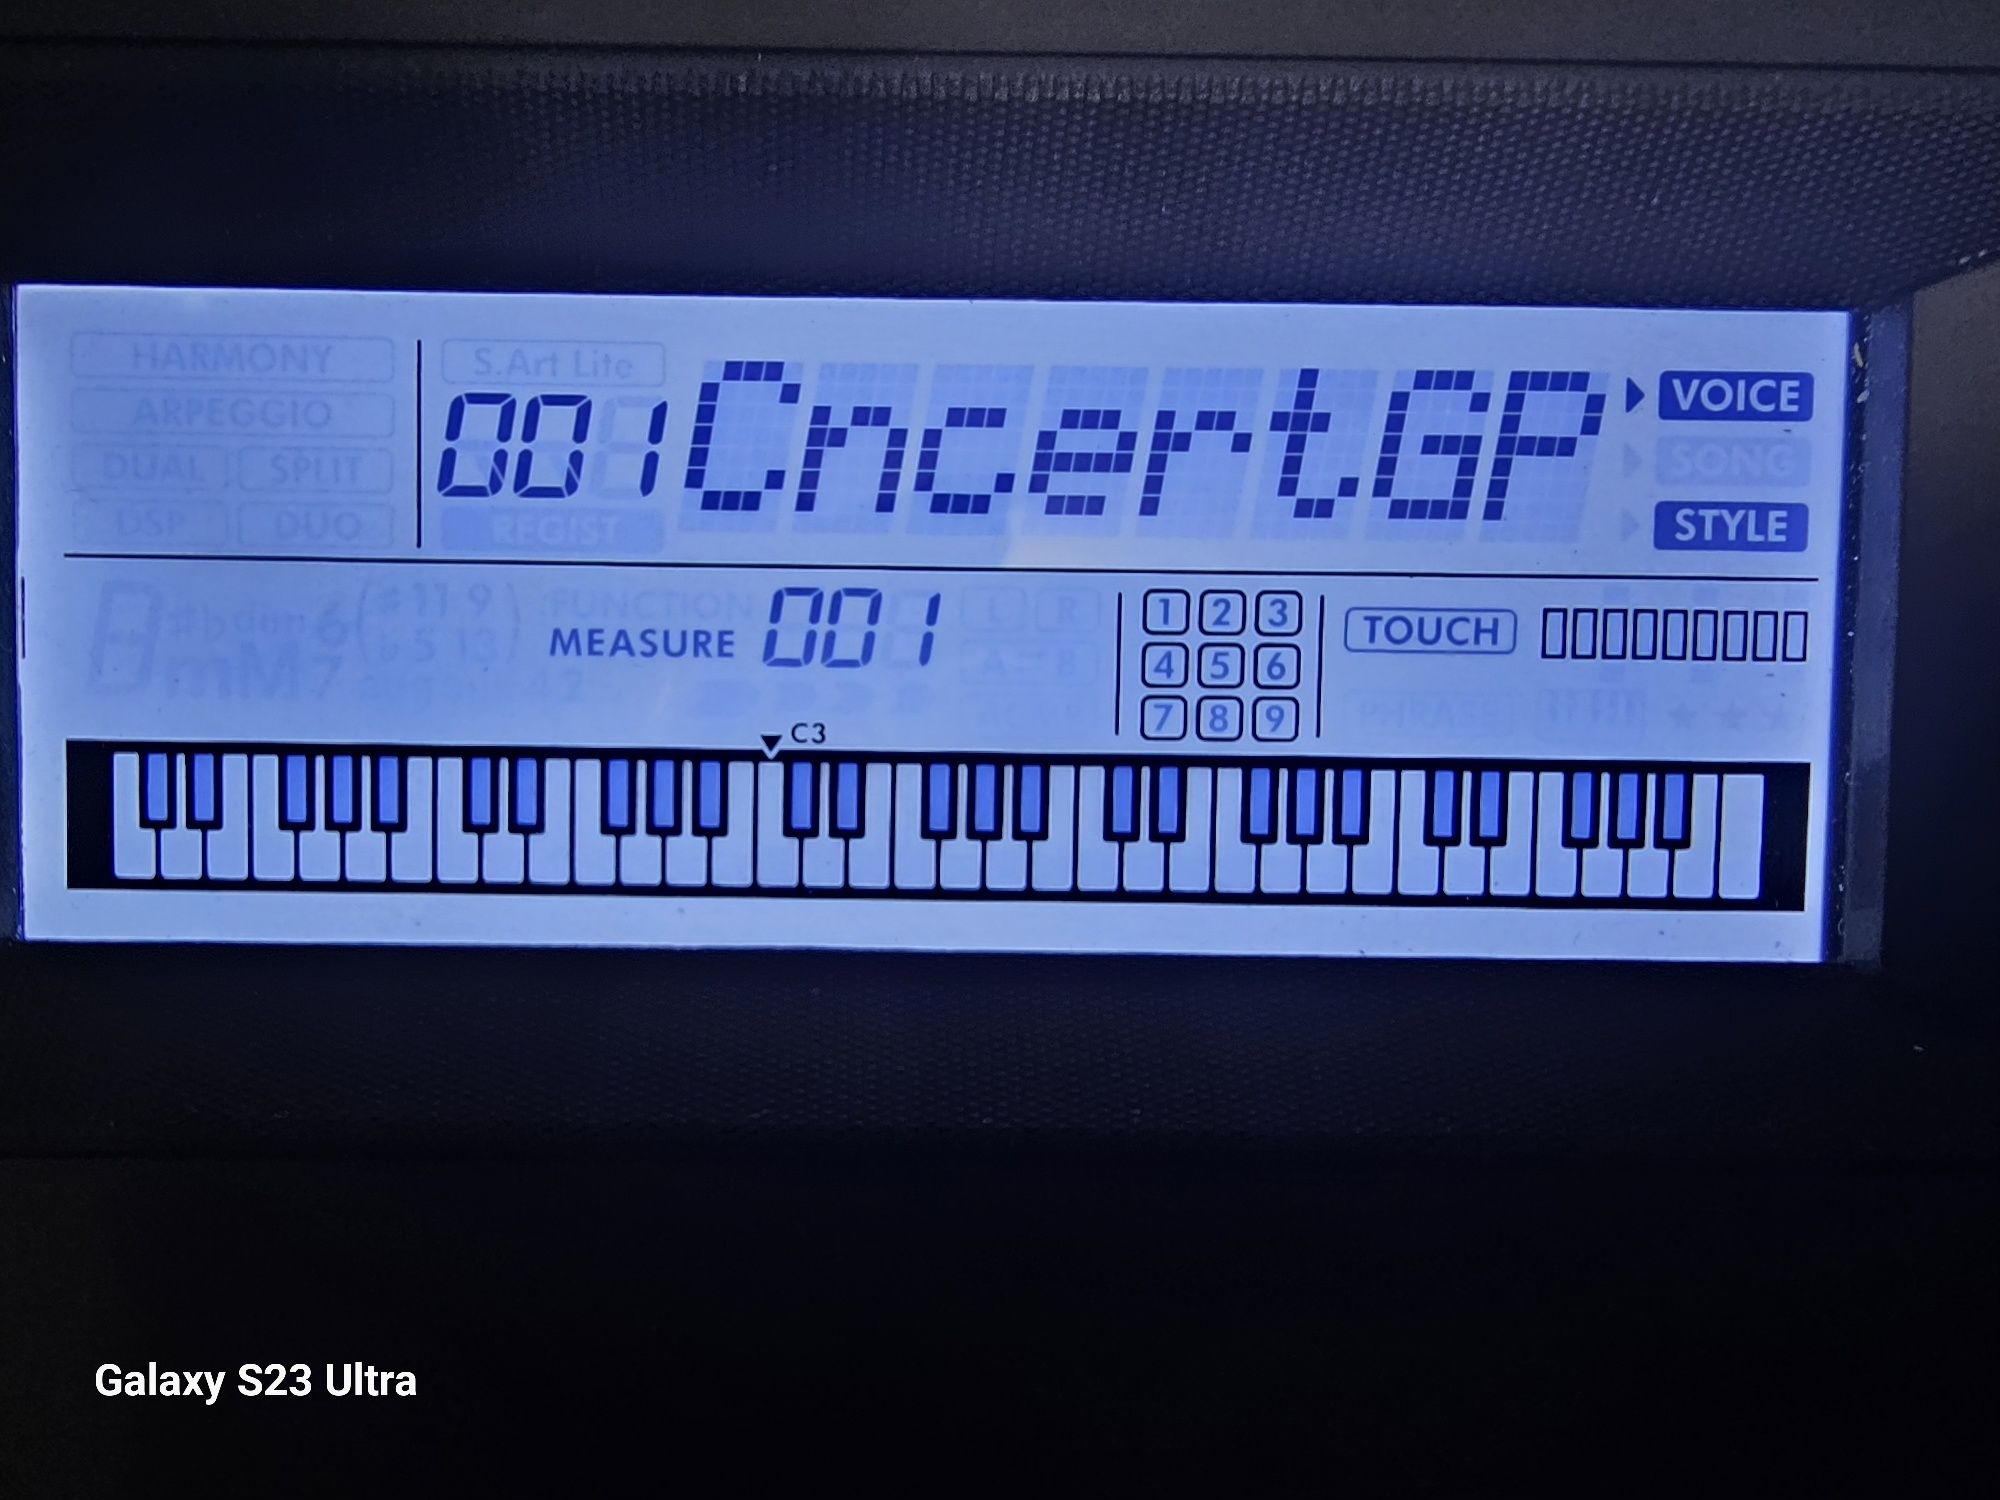 HARMONY
ARPEGGIO
DUAL SPLIT
DSP DUO
S.Art Lite
001 CncertGP
REGIST
VOICE
SONG
STYLE
FUNCTION
MEASURE 001
L R
1 2 3
4 5 6
7 8 9
TOUCH
PHRASE
C3
Galaxy S23 Ultra